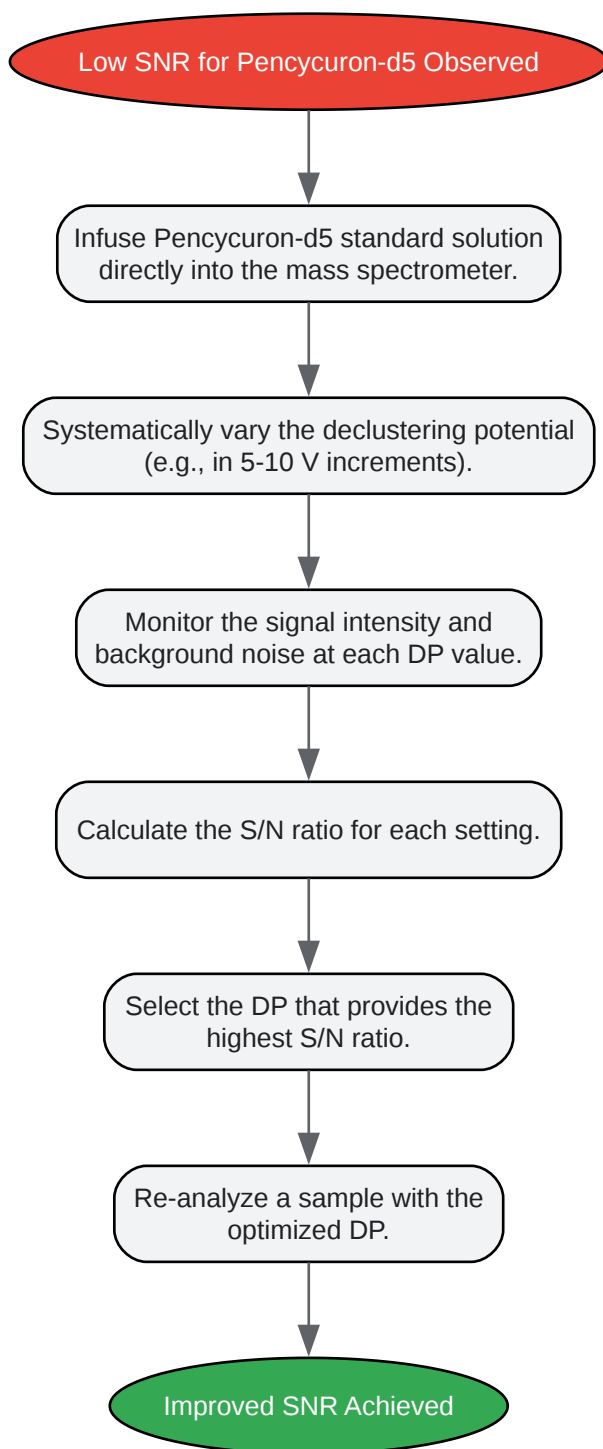 Low SNR for Pencycuron-d5 Observed
Infuse Pencycuron-d5 standard solution
directly into the mass spectrometer.
Systematically vary the declustering potential
(e.g., in 5-10 V increments).
Monitor the signal intensity and
background noise at each DP value.
Calculate the S/N ratio for each setting.
Select the DP that provides the
highest S/N ratio.
Re-analyze a sample with the
optimized DP.
Improved SNR Achieved